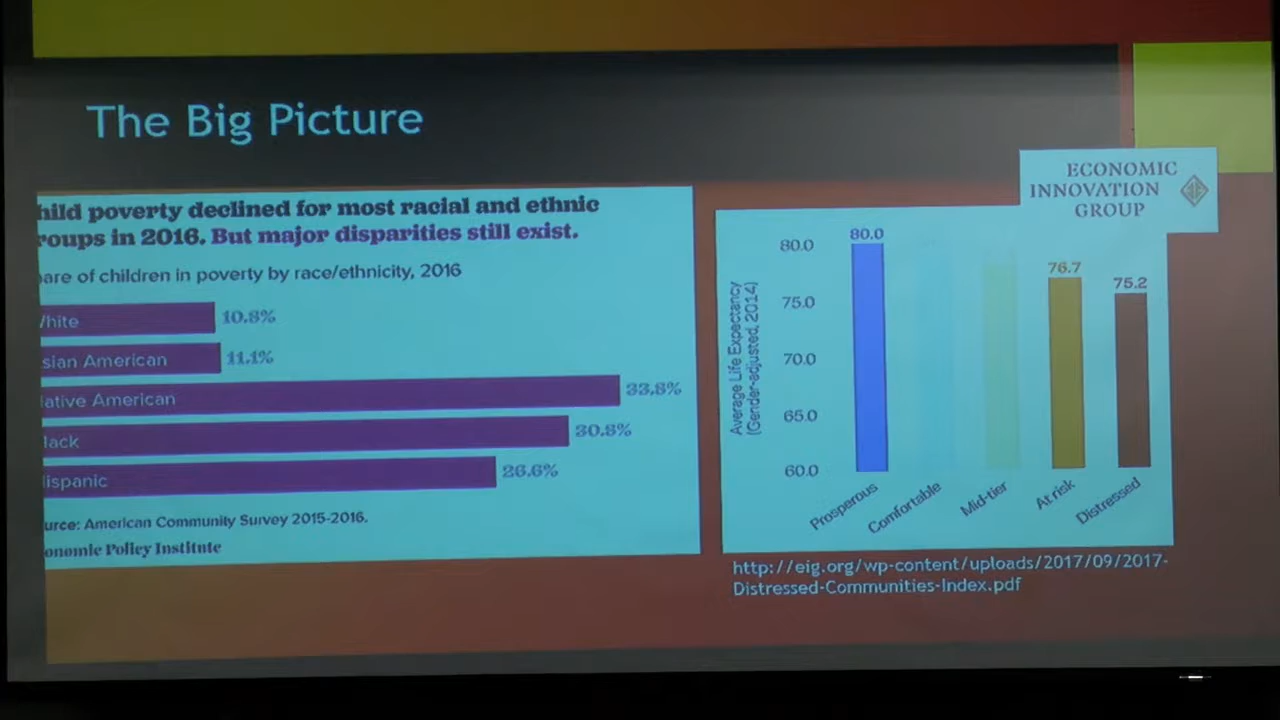 The Big Picture
hild poverty declined for most racial and ethnic
roups in 2016. But major disparities still exist.
are of children in poverty by race/ethnicity, 2016
hite 10.8%
sian American 11.1%
ative American 33.8%
lack 30.8%
ispanic 26.6%
urce: American Community Survey 2015-2016.
onomic Policy Institute
ECONOMIC
INNOVATION
GROUP
Average Life Expectancy
(Gender-adjusted, 2014)
80.0
75.0
70.0
65.0
60.0
80.0
76.7
75.2
Prosperous
Comfortable
Mid-tier
At risk
Distressed
http://eig.org/wp-content/uploads/2017/09/2017-
Distressed-Communities-Index.pdf